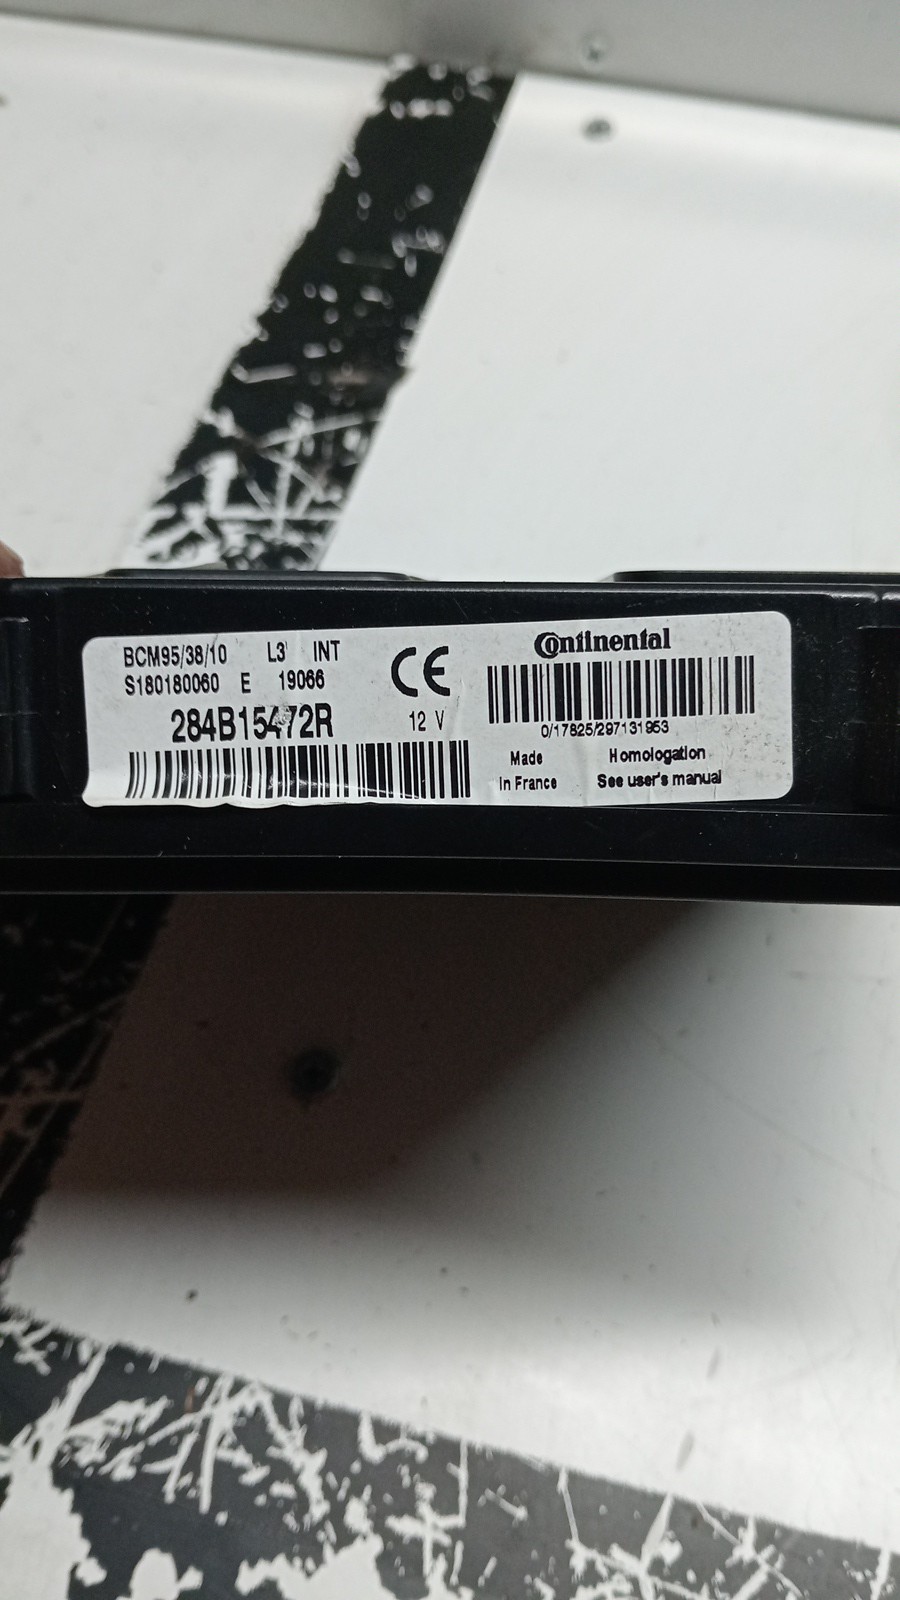 BCM95/38/10 L3 INT
S180180060 E 19066
284B15472R
CE
12 V
Continental
0/17825/297131953
Made
in France
Homologation
See user's manual